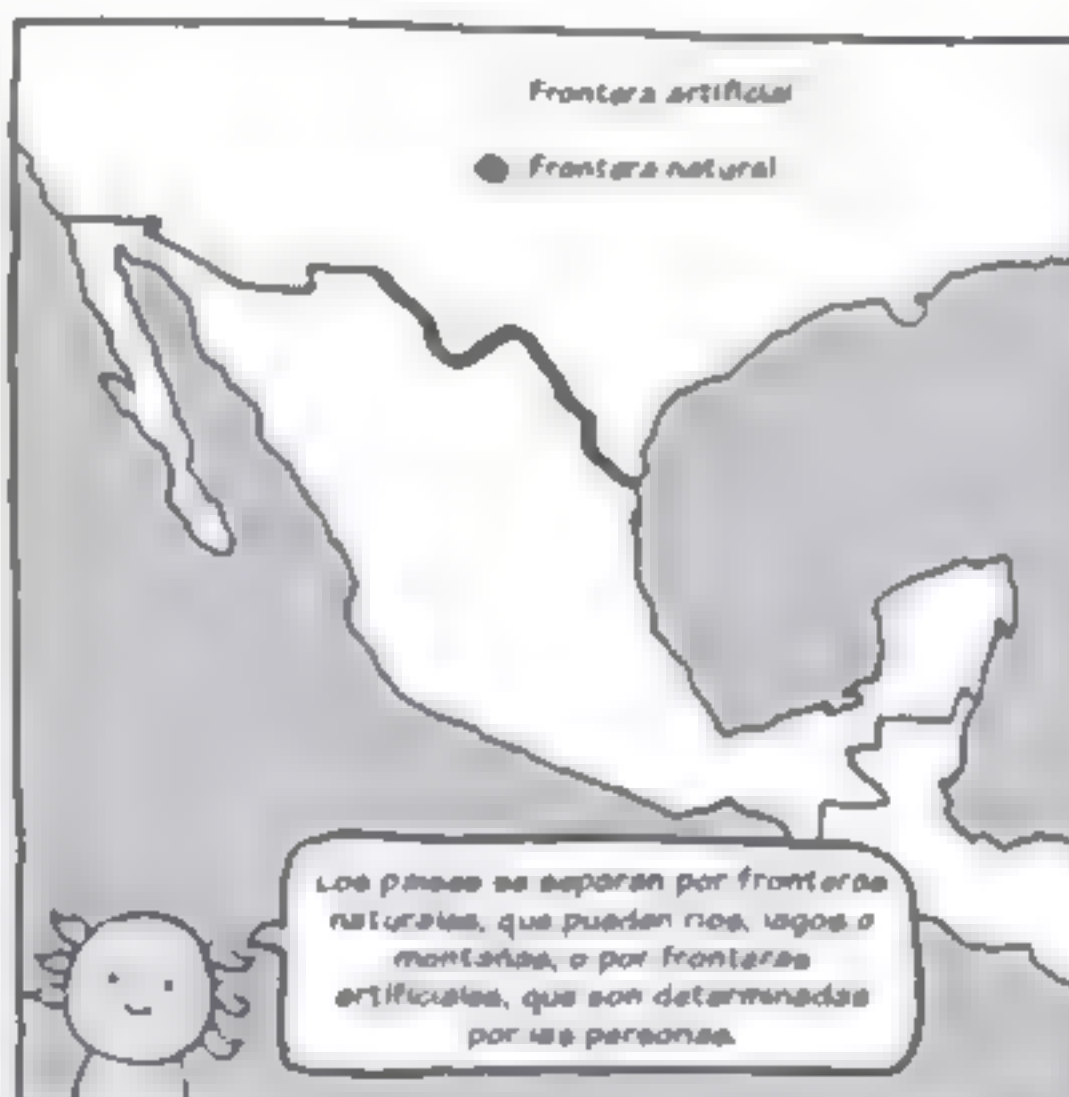 Frontera artificial
Frontera natural
Los países se separan por fronteras
naturales, que pueden ríos, lagos o
montañas, o por fronteras
artificiales, que son determinadas
por las personas.